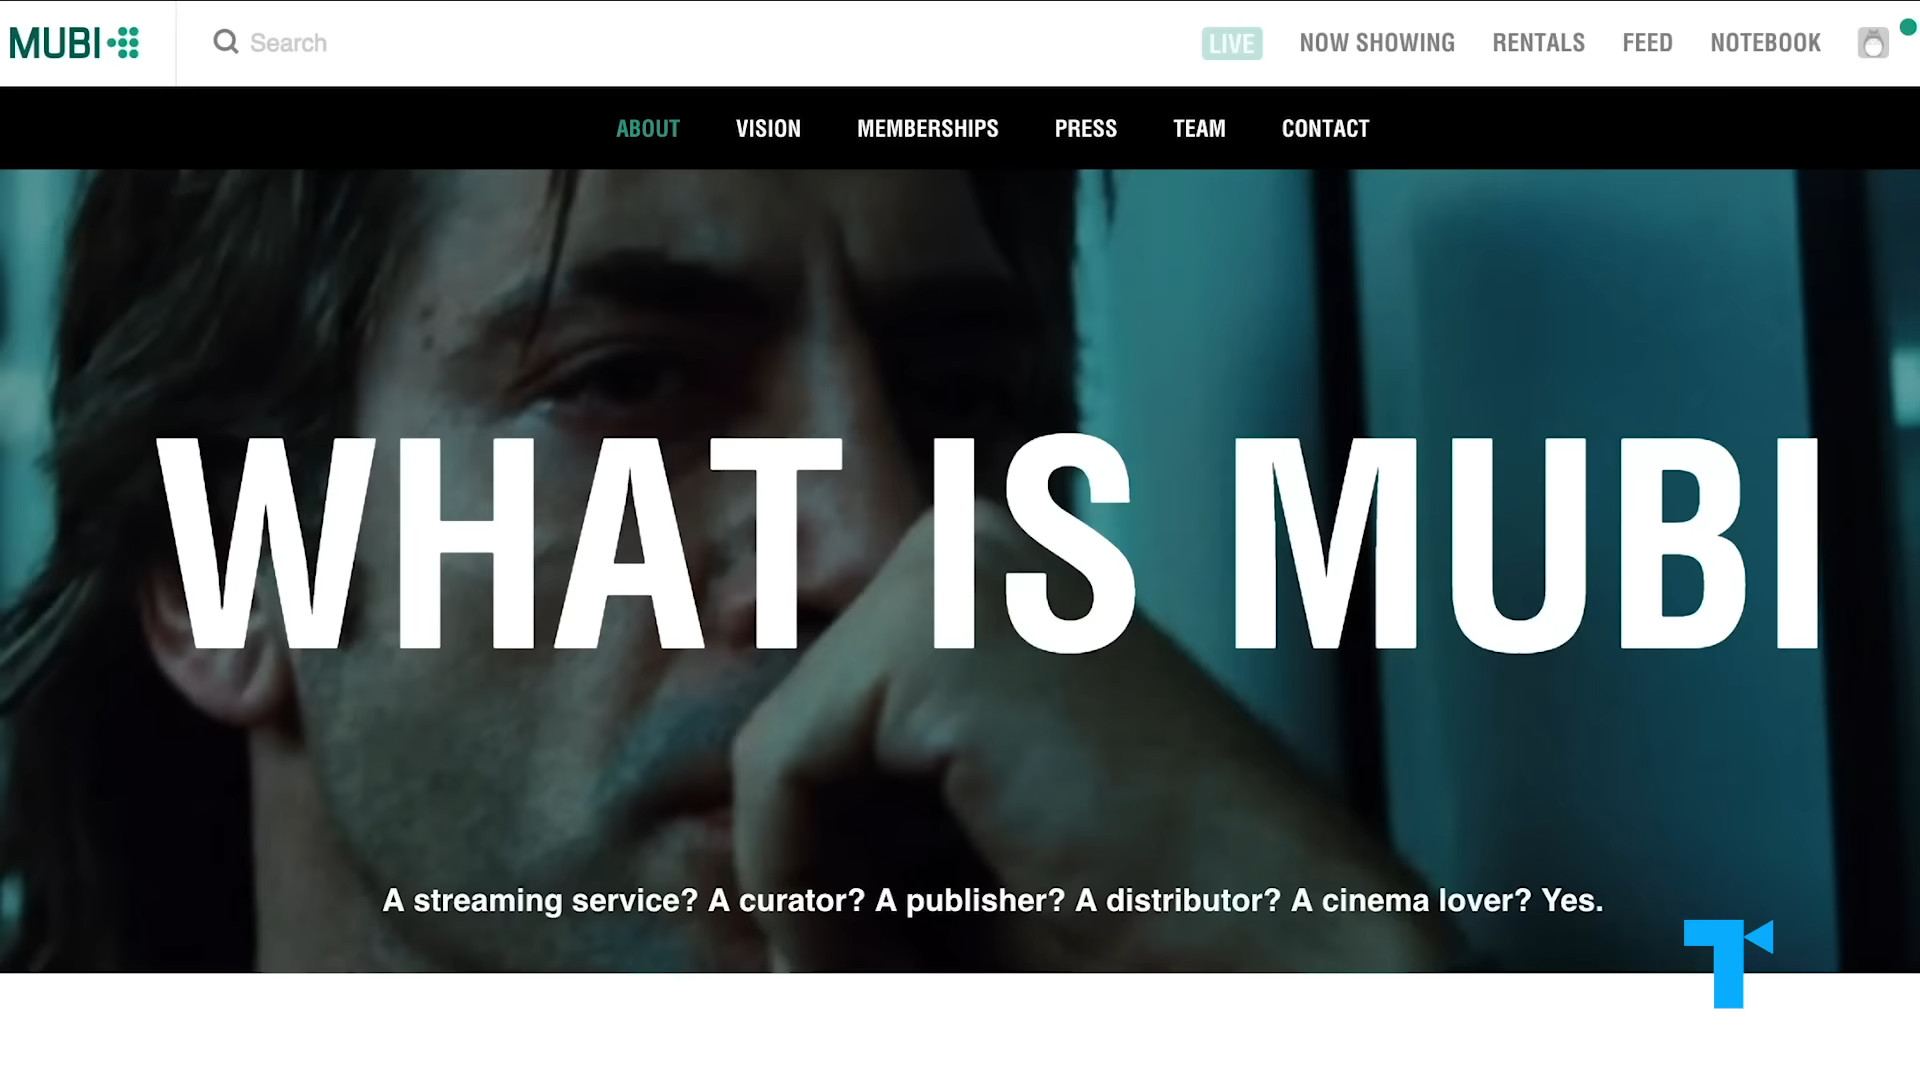 MUBI
Search
LIVE NOW SHOWING RENTALS FEED NOTEBOOK
ABOUT VISION MEMBERSHIPS PRESS TEAM CONTACT
WHAT IS MUBI
A streaming service? A curator? A publisher? A distributor? A cinema lover? Yes.
T